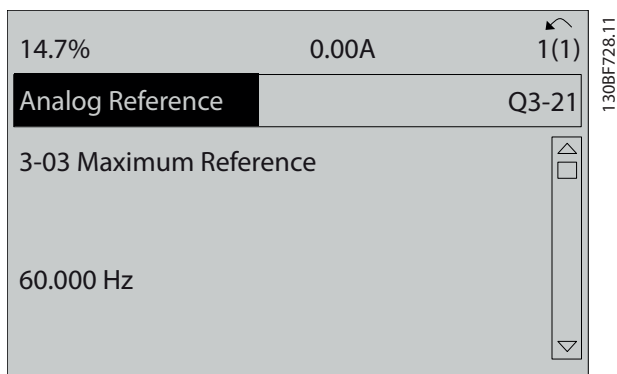 14.7% 0.00A 1(1)
Analog Reference Q3-21
3-03 Maximum Reference
60.000 Hz
130BF728.11